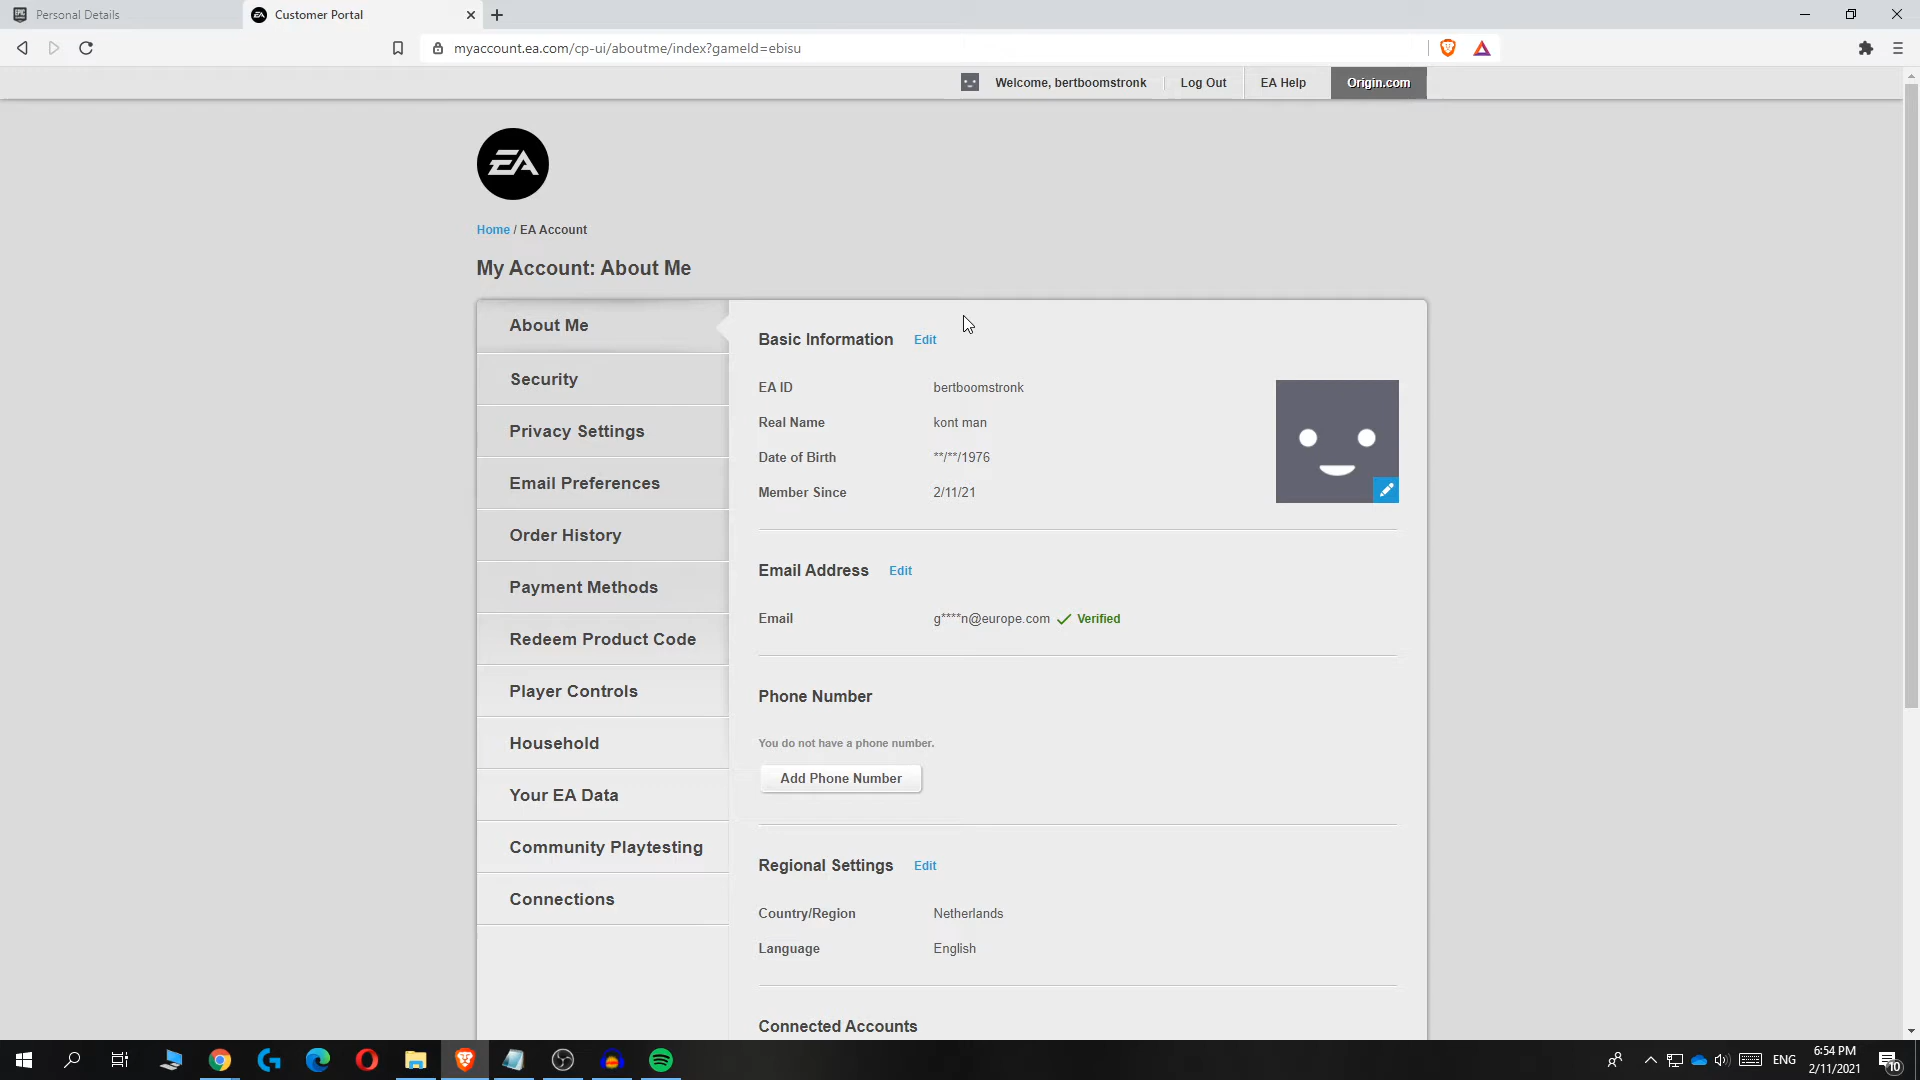 Personal Details
Customer Portal
myaccount.ea.com/cp-ui/aboutme/index?gameId=ebisu
Welcome, bertboomstronk
Log Out
EA Help
Origin.com
EA
Home / EA Account
My Account: About Me
About Me
Security
Privacy Settings
Email Preferences
Order History
Payment Methods
Redeem Product Code
Player Controls
Household
Your EA Data
Community Playtesting
Connections
Basic Information Edit
EA ID bertboomstronk
Real Name kont man
Date of Birth **/**/1976
Member Since 2/11/21
Email Address Edit
Email g****n@europe.com Verified
Phone Number
You do not have a phone number.
Add Phone Number
Regional Settings Edit
Country/Region Netherlands
Language English
Connected Accounts
ENG
6:54 PM
2/11/2021
10